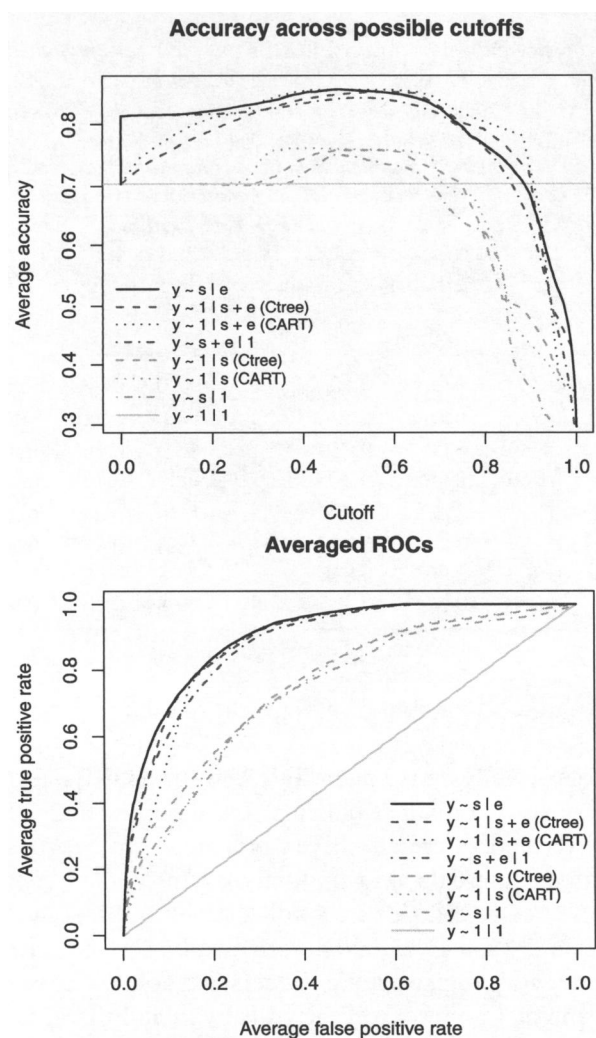 Accuracy across possible cutoffs
Average accuracy
0.8
0.7
0.6
0.5
0.4
0.3
y ~ s | e
y ~ 1 | s + e (Ctree)
y ~ 1 | s + e (CART)
y ~ s + e | 1
y ~ 1 | s (Ctree)
y ~ 1 | s (CART)
y ~ s | 1
y ~ 1 | 1
0.0 0.2 0.4 0.6 0.8 1.0
Cutoff
Averaged ROCs
Average true positive rate
1.0
0.8
0.6
0.4
0.2
0.0
y ~ s | e
y ~ 1 | s + e (Ctree)
y ~ 1 | s + e (CART)
y ~ s + e | 1
y ~ 1 | s (Ctree)
y ~ 1 | s (CART)
y ~ s | 1
y ~ 1 | 1
0.0 0.2 0.4 0.6 0.8 1.0
Average false positive rate